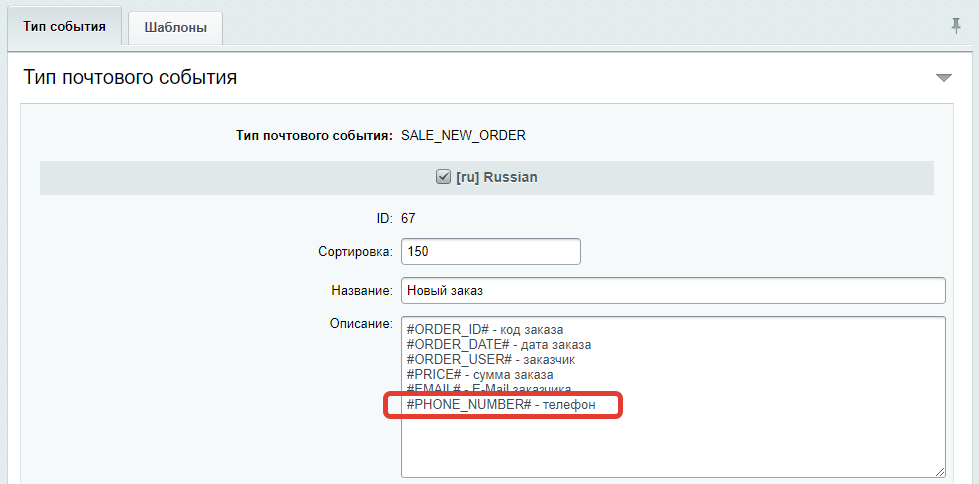 Тип события
Шаблоны
Тип почтового события
Тип почтового события: SALE_NEW_ORDER
[ru] Russian
ID: 67
Сортировка: 150
Название: Новый заказ
Описание:
#ORDER_ID# - код заказа
#ORDER_DATE# - дата заказа
#ORDER_USER# - заказчик
#PRICE# - сумма заказа
#EMAIL# - E-Mail заказчика
#PHONE_NUMBER# - телефон